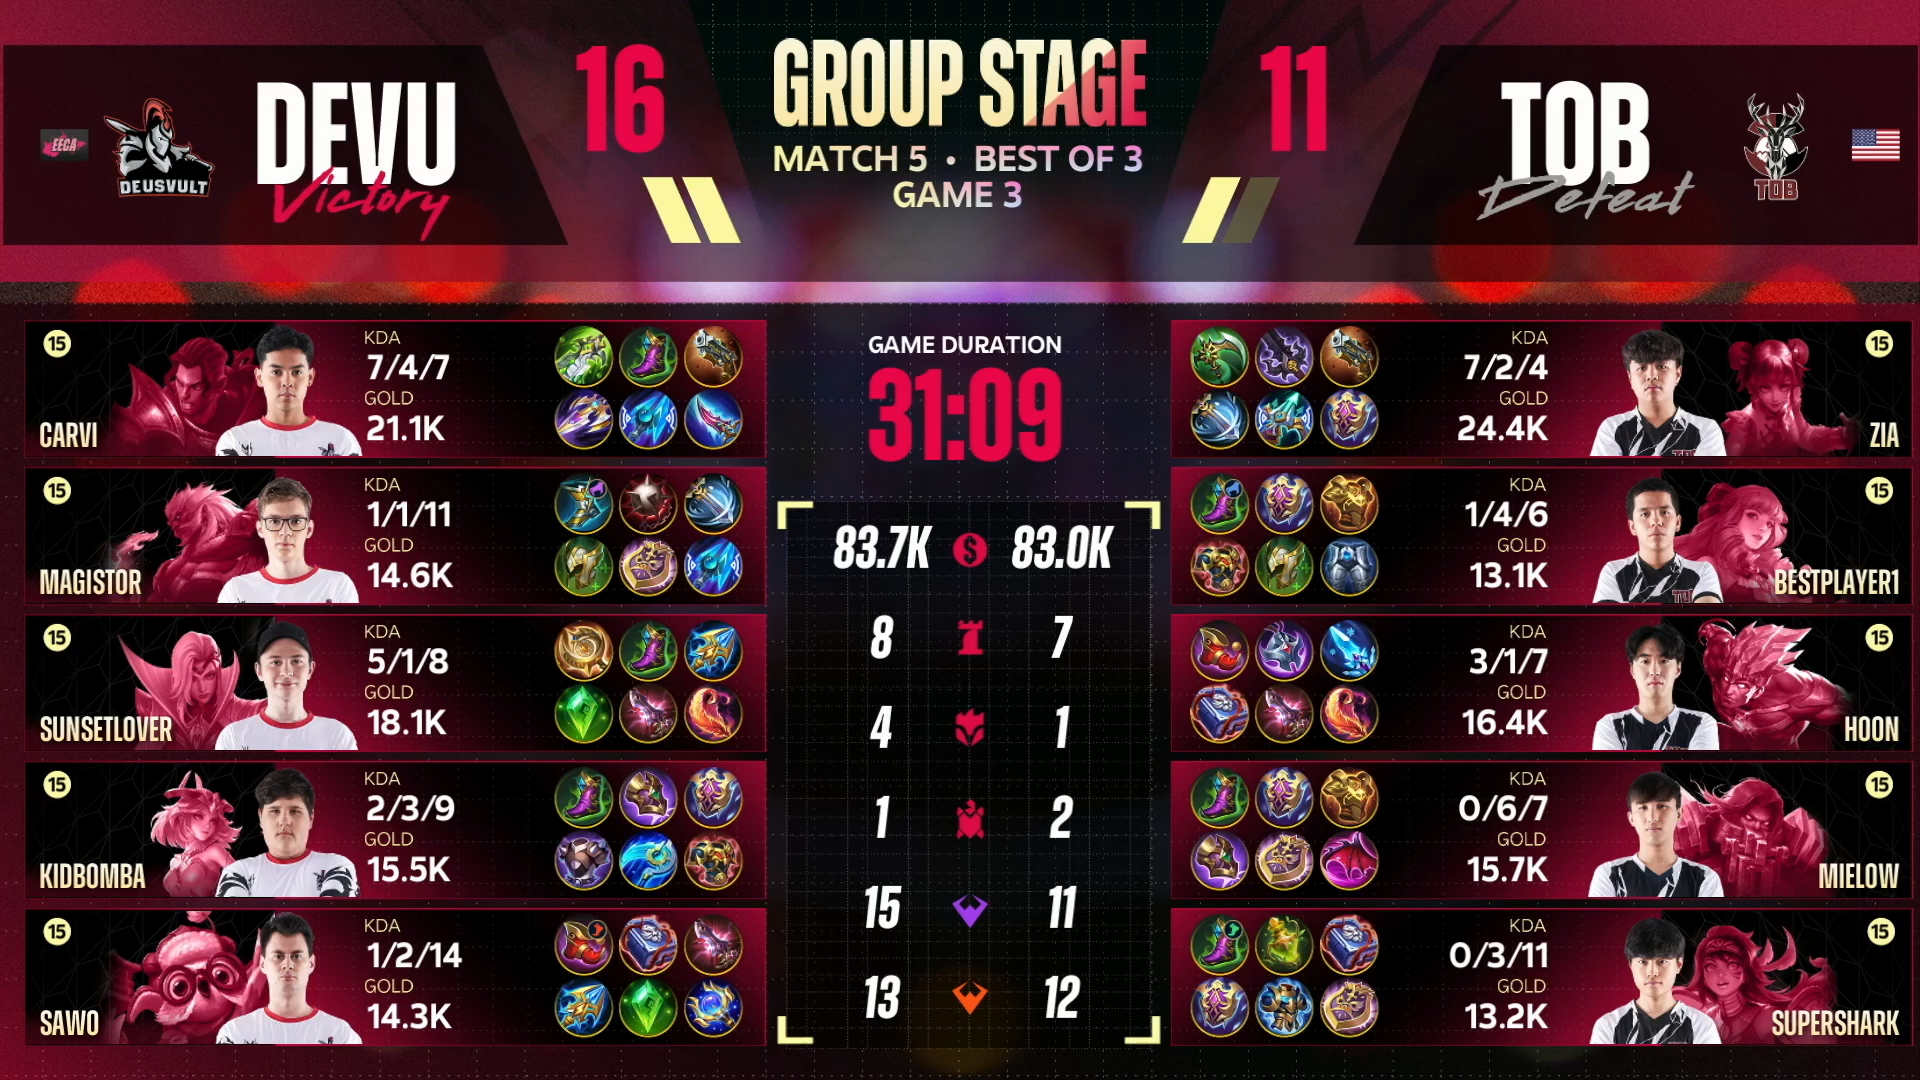 EECA
DEUSVULT
DEVU
Victory
16
GROUP STAGE
MATCH 5 • BEST OF 3
GAME 3
11
TOB
Defeat
TOB
15
CARVI
KDA
7/4/7
GOLD
21.1K
15
MAGISTOR
KDA
1/1/11
GOLD
14.6K
15
SUNSETLOVER
KDA
5/1/8
GOLD
18.1K
15
KIDBOMBA
KDA
2/3/9
GOLD
15.5K
15
SAWO
KDA
1/2/14
GOLD
14.3K
GAME DURATION
31:09
83.7K 83.0K
8 7
4 1
1 2
15 11
13 12
KDA
7/2/4
GOLD
24.4K
15
ZIA
KDA
1/4/6
GOLD
13.1K
15
BESTPLAYER1
KDA
3/1/7
GOLD
16.4K
15
HOON
KDA
0/6/7
GOLD
15.7K
15
MIELOW
KDA
0/3/11
GOLD
13.2K
15
SUPERSHARK